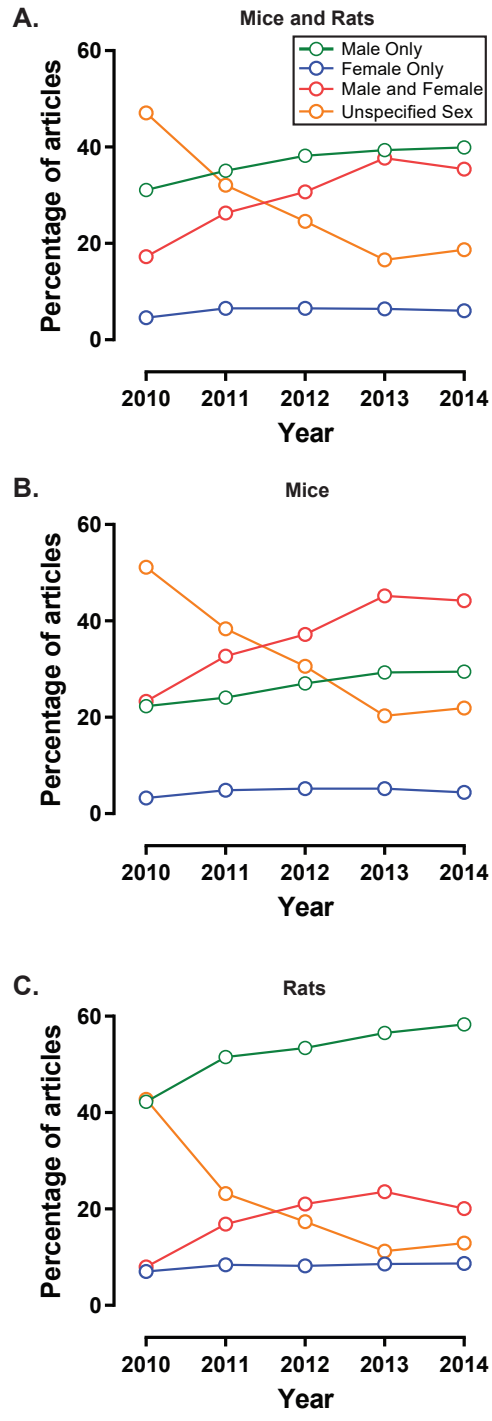 A.
Mice and Rats
Male Only
Female Only
Male and Female
Unspecified Sex
Percentage of articles
60
40
20
0
2010 2011 2012 2013 2014
Year
B.
Mice
Percentage of articles
60
40
20
0
2010 2011 2012 2013 2014
Year
C.
Rats
Percentage of articles
60
40
20
0
2010 2011 2012 2013 2014
Year